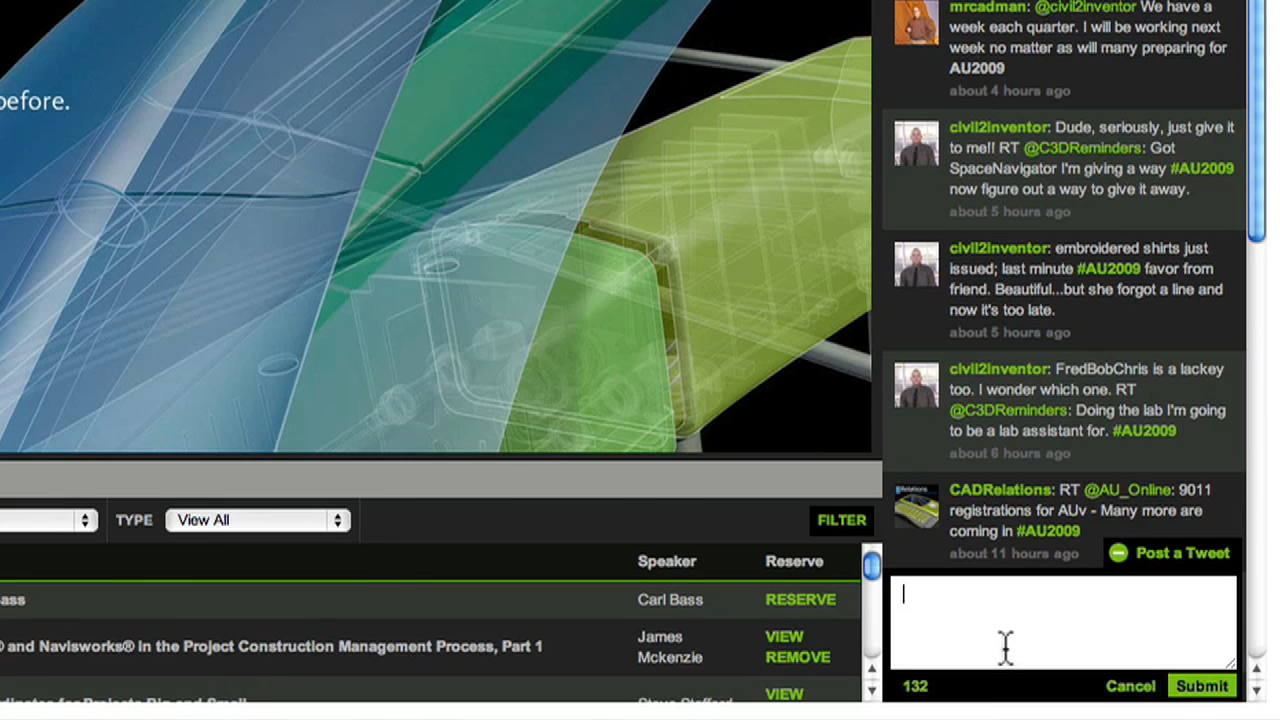 before.
mrcadman: @civil2inventor We have a
week each quarter. I will be working next
week no matter as will many preparing for
AU2009
about 4 hours ago
civil2inventor: Dude, seriously, just give it
to me!! RT @C3DReminders: Got
SpaceNavigator I'm giving a way #AU2009
now figure out a way to give it away.
about 5 hours ago
civil2inventor: embroidered shirts just
issued; last minute #AU2009 favor from
friend. Beautiful...but she forgot a line and
now it's too late.
about 5 hours ago
civil2inventor: FredBobChris is a lackey
too. I wonder which one. RT
@C3DReminders: Doing the lab I'm going
to be a lab assistant for. #AU2009
about 6 hours ago
CADRelations: RT @AU_Online: 9011
registrations for AUv - Many more are
coming in #AU2009
about 11 hours ago
Post a Tweet
132 Cancel Submit
TYPE View All FILTER
Speaker Reserve
ass Carl Bass RESERVE
® and Navisworks® in the Project Construction Management Process, Part 1 James Mckenzie VIEW REMOVE
for Projects Big and Small VIEW